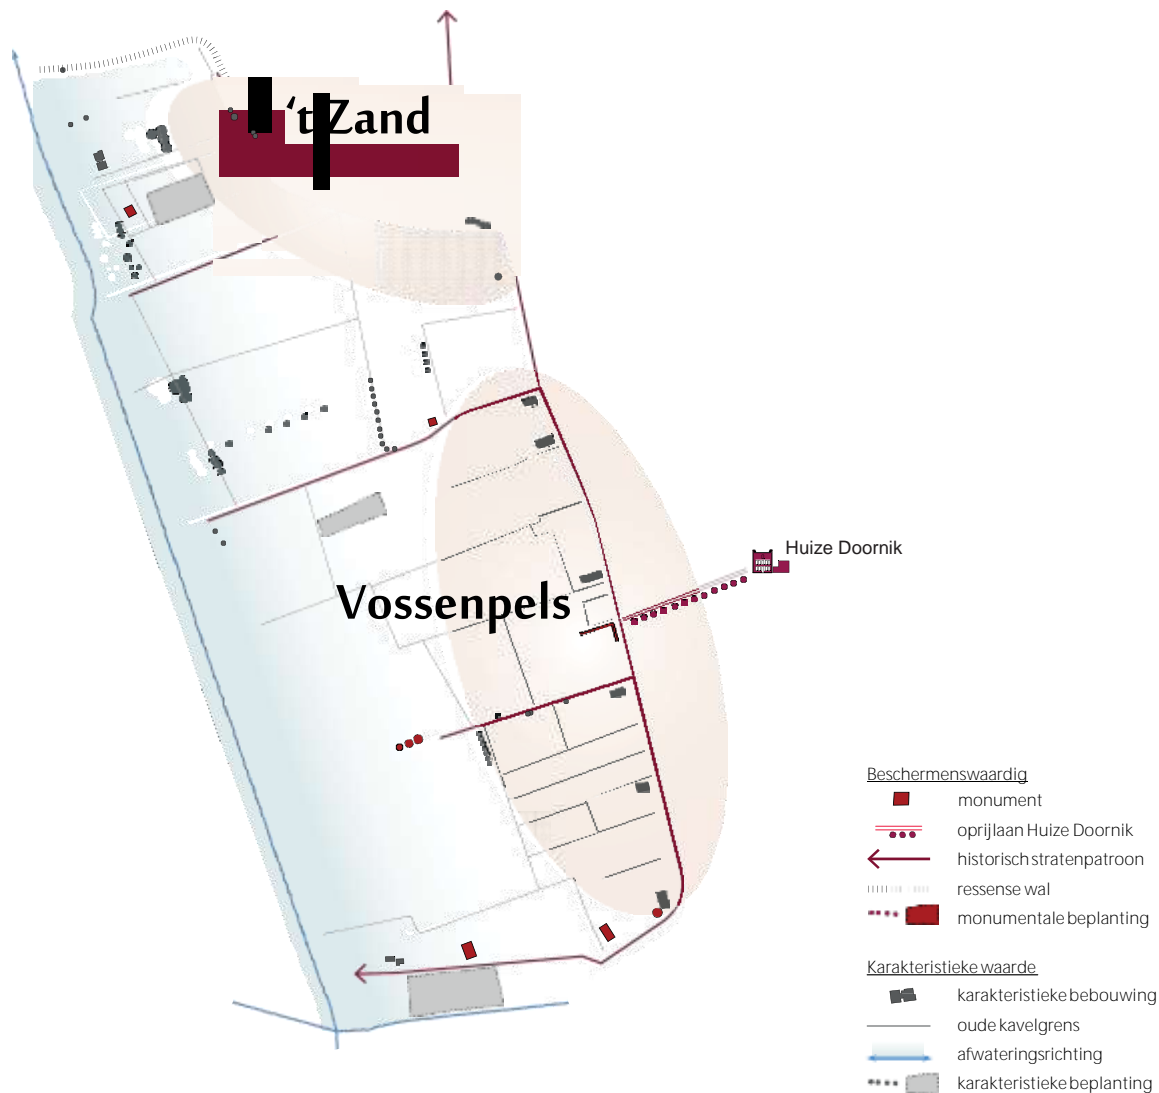 ‘t Zand
Huize Doornik
Vossenpels
Beschermenswaardig
monument
oprijlaan Huize Doornik
historisch stratenpatroon
ressense wal
monumentale beplanting
Karakteristieke waarde
karakteristieke bebouwing
oude kavelgrens
afwateringsrichting
karakteristieke beplanting